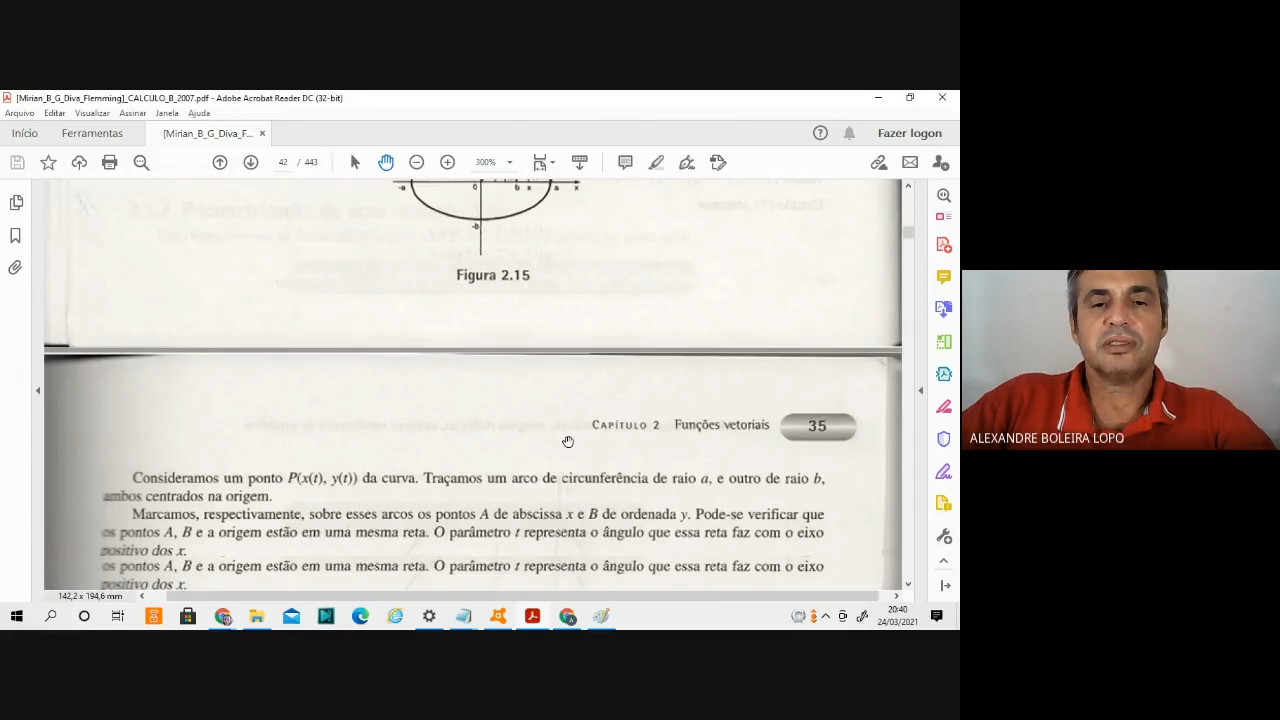 [Mirian_B_G_Diva_Flemming]_CALCULO_B_2007.pdf - Adobe Acrobat Reader DC (32-bit)
Arquivo Editar Visualizar Assinar Janela Ajuda
Início Ferramentas [Mirian_B_G_Diva_F... × Fazer logon
42 / 443 300%
-a 0 b x a x
-b
Figura 2.15
CAPÍTULO 2 Funções vetoriais 35
Consideramos um ponto P(x(t), y(t)) da curva. Traçamos um arco de circunferência de raio a, e outro de raio b,
ambos centrados na origem.
Marcamos, respectivamente, sobre esses arcos os pontos A de abscissa x e B de ordenada y. Pode-se verificar que
os pontos A, B e a origem estão em uma mesma reta. O parâmetro t representa o ângulo que essa reta faz com o eixo
positivo dos x.
os pontos A, B e a origem estão em uma mesma reta. O parâmetro t representa o ângulo que essa reta faz com o eixo
positivo dos x.
142,2 x 194,6 mm
20:40
24/03/2021
ALEXANDRE BOLEIRA LOPO